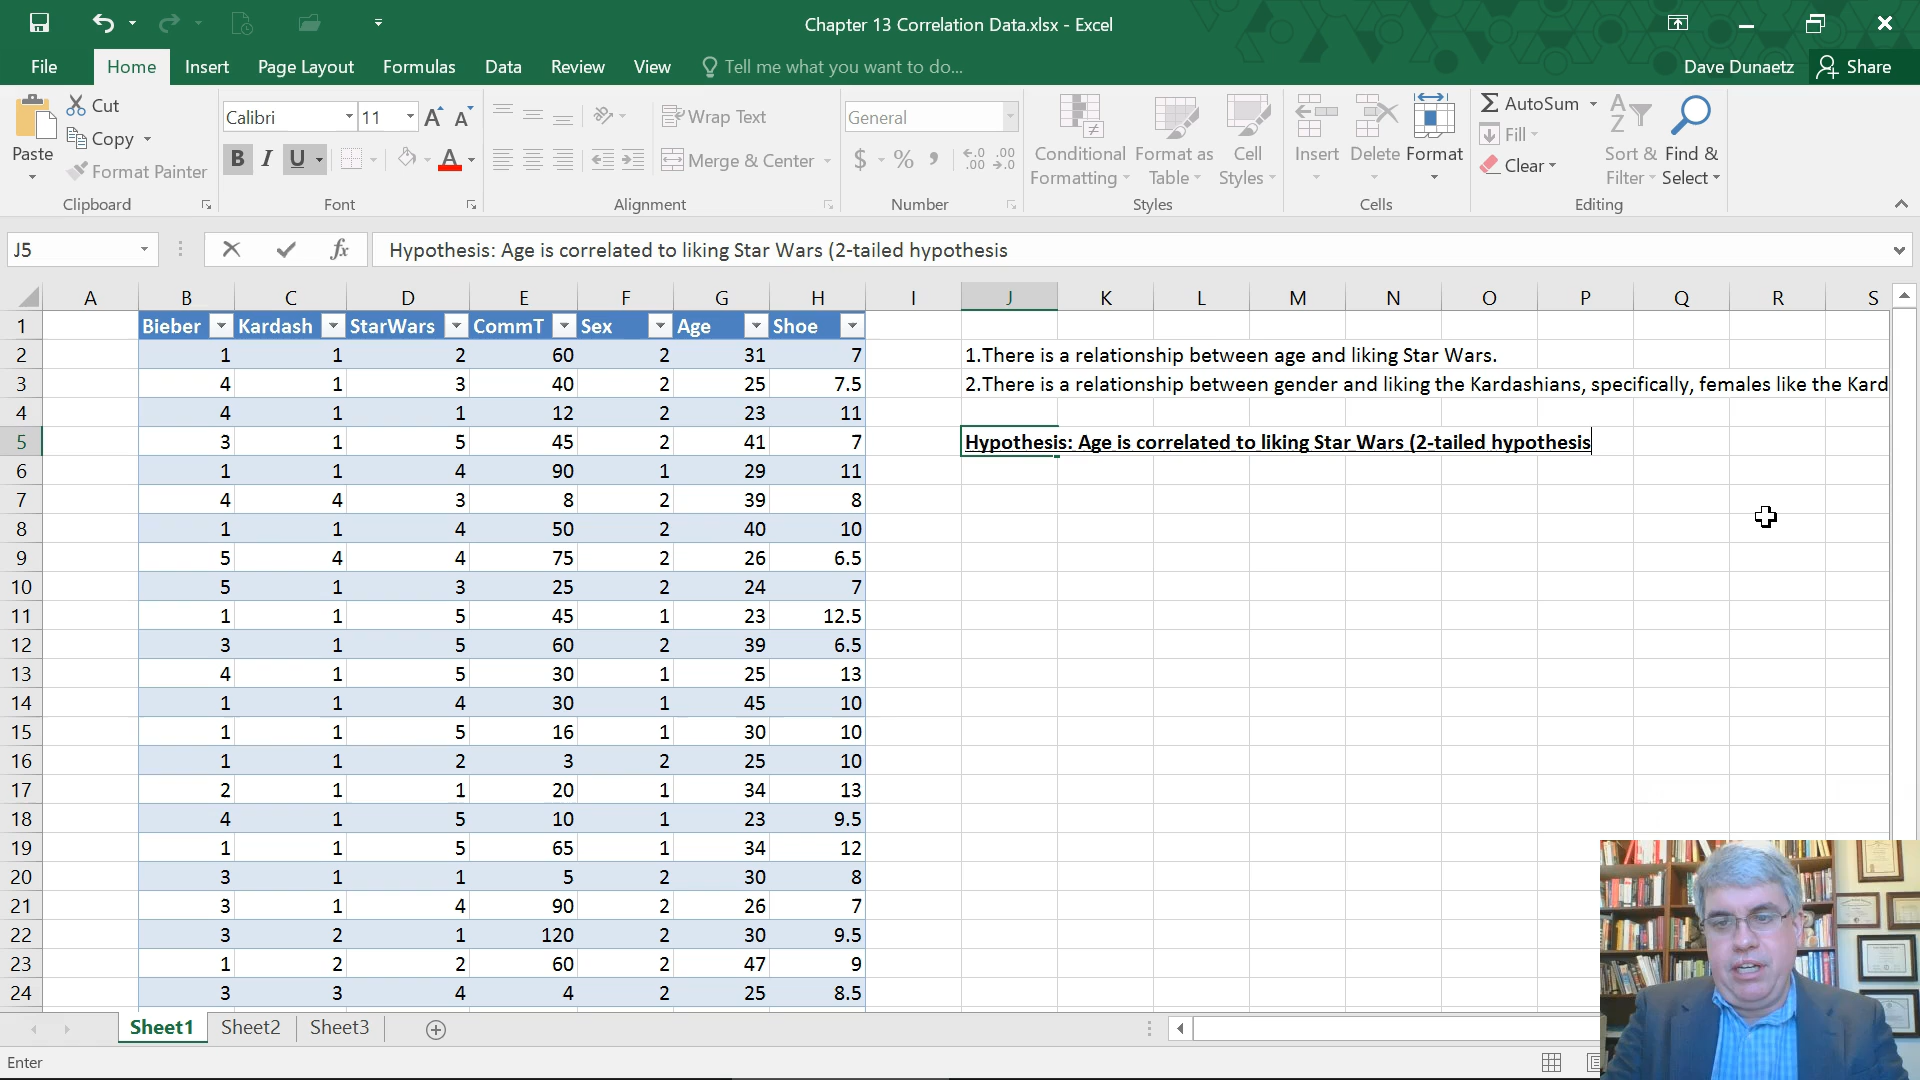 Chapter 13 Correlation Data.xlsx - Excel
File Home Insert Page Layout Formulas Data Review View Tell me what you want to do... Dave Dunaetz Share
Paste Cut Copy Format Painter Clipboard
Calibri 11 B I U A Font
Wrap Text Merge & Center Alignment
General $ % Number
Conditional Formatting Format as Table Cell Styles Styles
Insert Delete Format Cells
AutoSum Fill Clear Sort & Filter Find & Select Editing
J5 fx Hypothesis: Age is correlated to liking Star Wars (2-tailed hypothesis
A B C D E F G H I J K L M N O P Q R S
1 Bieber Kardash StarWars CommT Sex Age Shoe
2 1 1 2 60 2 31 7 1.There is a relationship between age and liking Star Wars.
3 4 1 3 40 2 25 7.5 2.There is a relationship between gender and liking the Kardashians, specifically, females like the Kard
4 4 1 1 12 2 23 11
5 3 1 5 45 2 41 7 Hypothesis: Age is correlated to liking Star Wars (2-tailed hypothesis
6 1 1 4 90 1 29 11
7 4 4 3 8 2 39 8
8 1 1 4 50 2 40 10
9 5 4 4 75 2 26 6.5
10 5 1 3 25 2 24 7
11 1 1 5 45 1 23 12.5
12 3 1 5 60 2 39 6.5
13 4 1 5 30 1 25 13
14 1 1 4 30 1 45 10
15 1 1 5 16 1 30 10
16 1 1 2 3 2 25 10
17 2 1 1 20 1 34 13
18 4 1 5 10 1 23 9.5
19 1 1 5 65 1 34 12
20 3 1 1 5 2 30 8
21 3 1 4 90 2 26 7
22 3 2 1 120 2 30 9.5
23 1 2 2 60 2 47 9
24 3 3 4 4 2 25 8.5
Sheet1 Sheet2 Sheet3
Enter